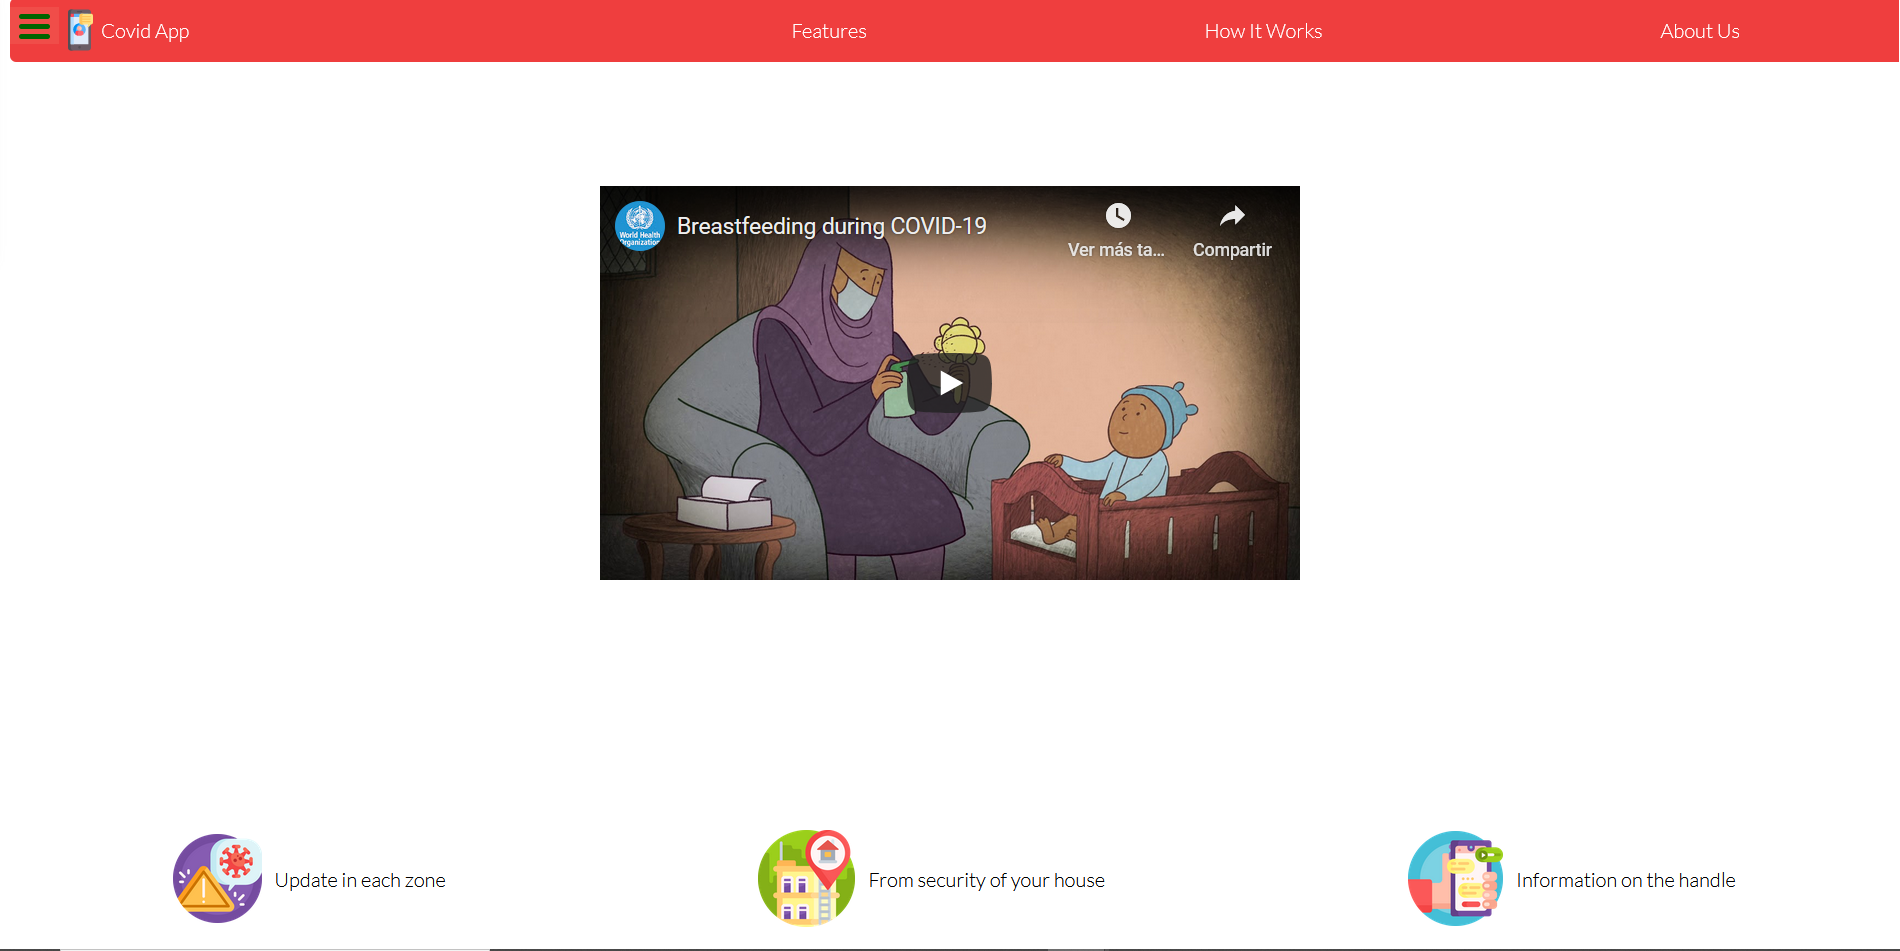 Covid App
Features
How It Works
About Us
World Health
Organization
Breastfeeding during COVID-19
Ver más ta...
Compartir
Update in each zone
From security of your house
Information on the handle